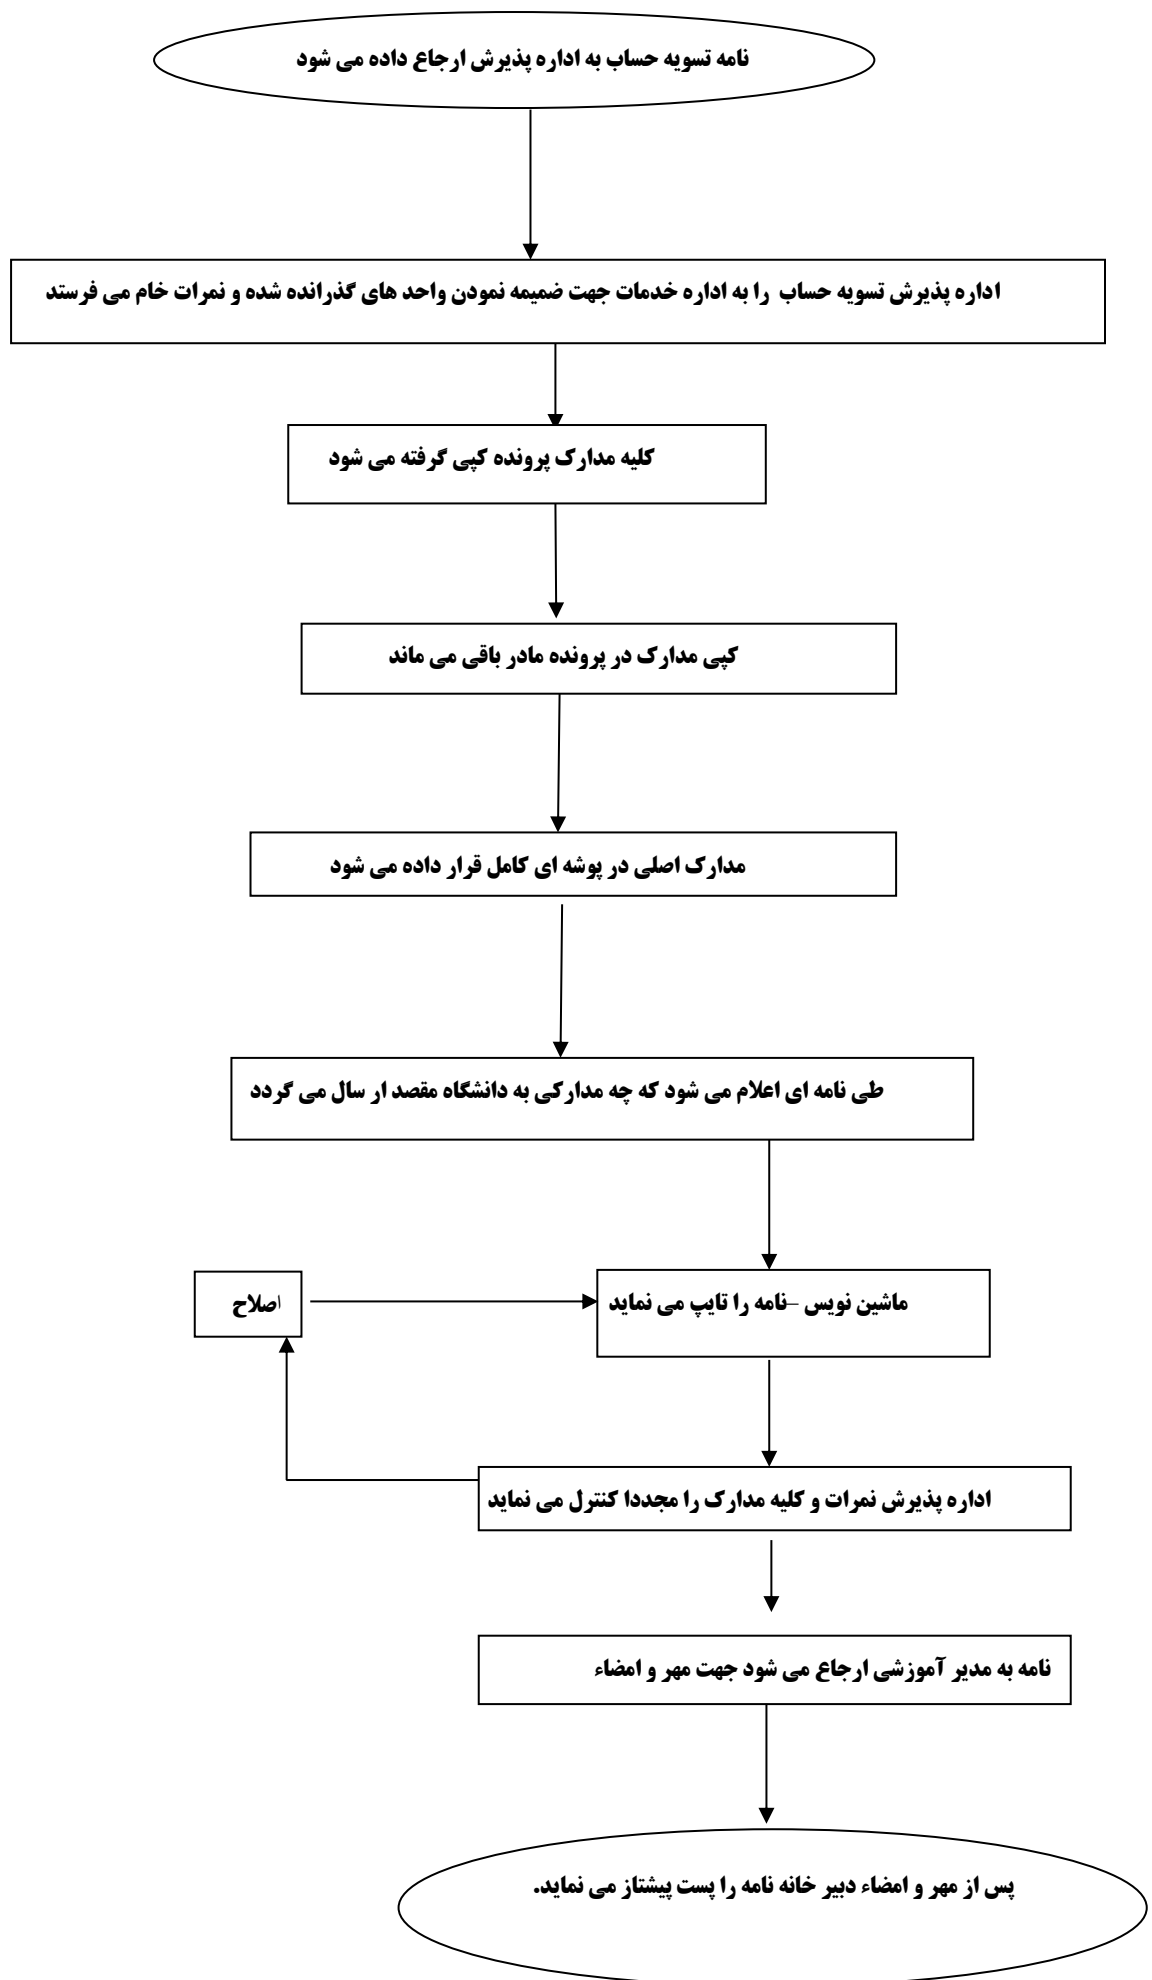 نامه تسویه حساب به اداره پذیرش ارجاع داده می شود
اداره پذیرش تسویه حساب را به اداره خدمات جهت ضمیمه نمودن واحد های گذرانده شده و نمرات خام می فرستد
کلیه مدارک پرونده کپی گرفته می شود
کپی مدارک در پرونده مادر باقی می ماند
مدارک اصلی در پوشه ای کامل قرار داده می شود
طی نامه ای اعلام می شود که چه مدارکی به دانشگاه مقصد ار سال می گردد
ماشین نویس –نامه را تایپ می نماید
اصلاح
اداره پذیرش نمرات و کلیه مدارک را مجددا کنترل می نماید
نامه به مدیر آموزشی ارجاع می شود جهت مهر و امضاء
پس از مهر و امضاء دبیر خانه نامه را پست پیشتاز می نماید.